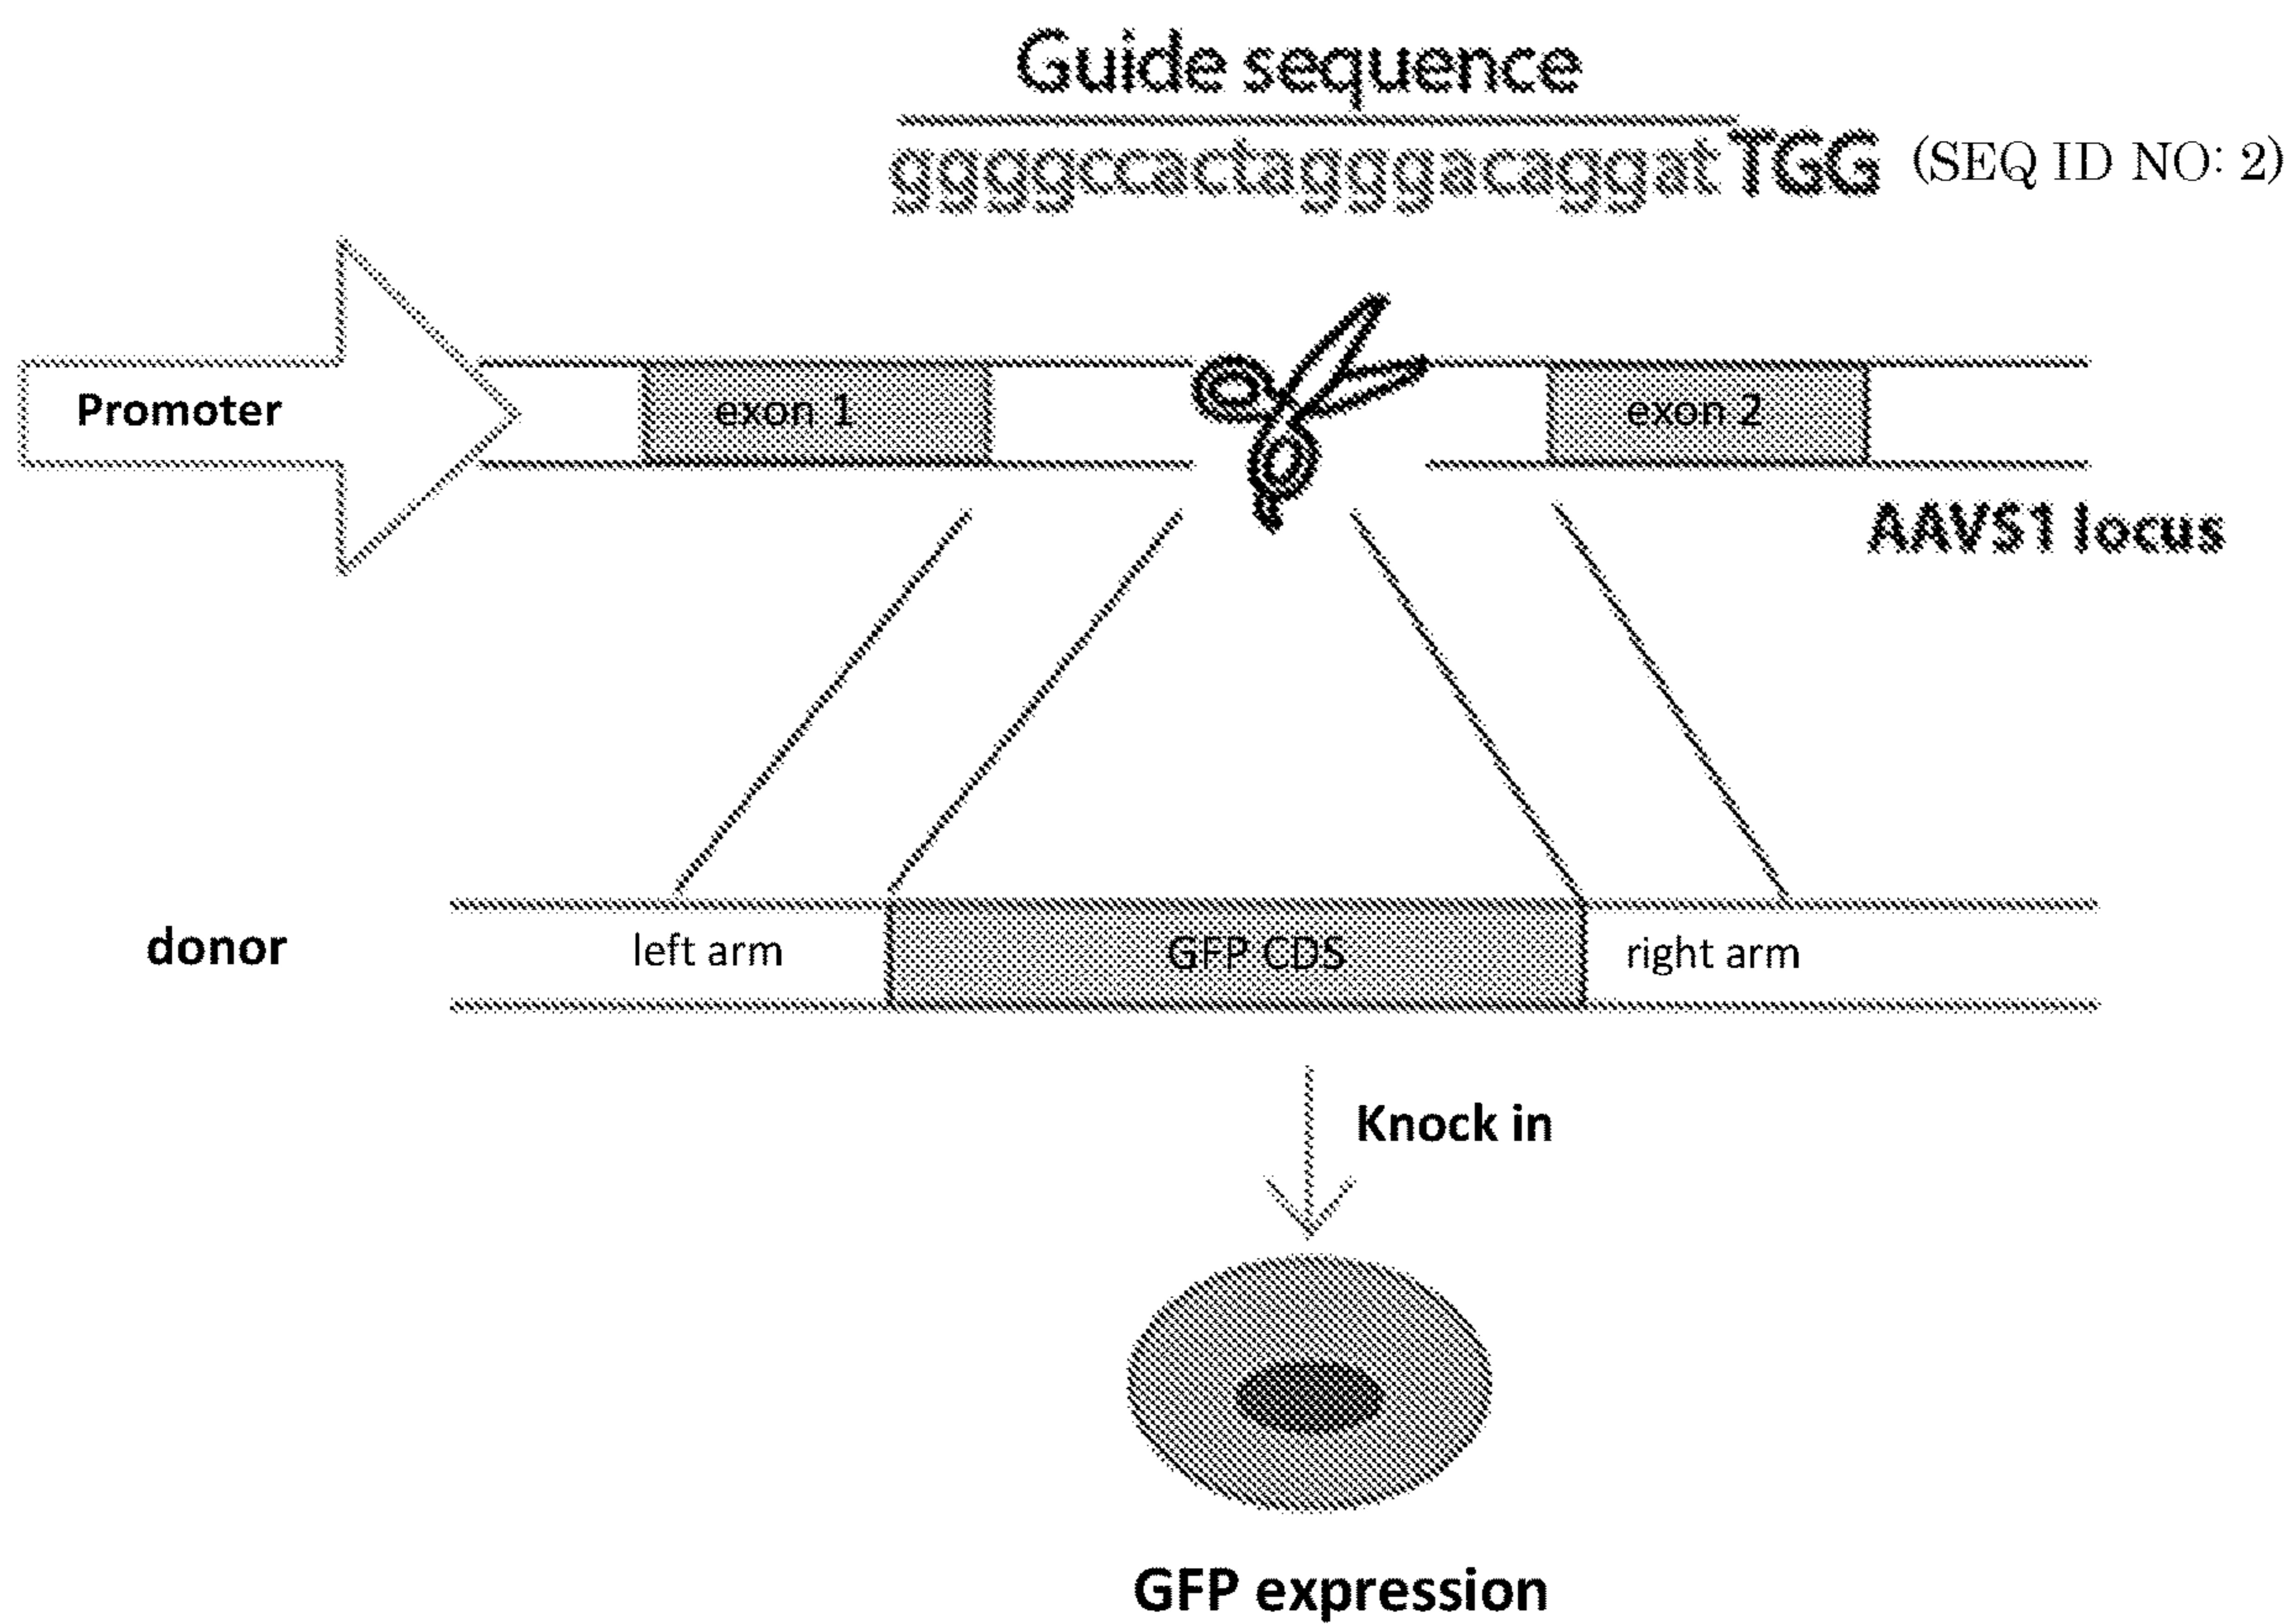 Guide sequence
ggggccactagggacaggatTGG (SEQ ID NO: 2)
Promoter
exon 1
exon 2
AAVS1 locus
donor
left arm
GFP CDS
right arm
Knock in
GFP expression